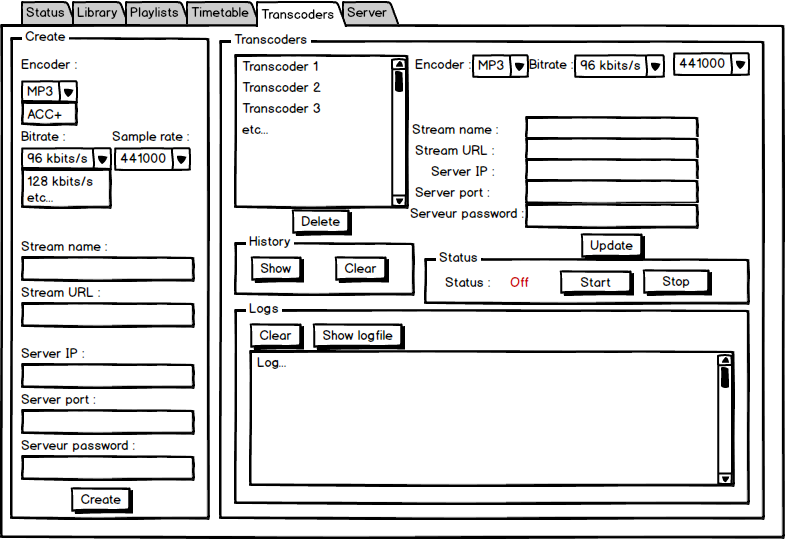 Status Library Playlists Timetable Transcoders Server
Create
Encoder :
MP3
ACC+
Bitrate : Sample rate :
96 kbits/s 441000
128 kbits/s
etc...
Stream name :
Stream URL :
Server IP :
Server port :
Serveur password :
Create
Transcoders
Transcoder 1
Transcoder 2
Transcoder 3
etc...
Delete
Encoder : MP3 Bitrate : 96 kbits/s 441000
Stream name :
Stream URL :
Server IP :
Server port :
Serveur password :
Update
History
Show Clear
Status
Status : Off Start Stop
Logs
Clear Show logfile
Log...